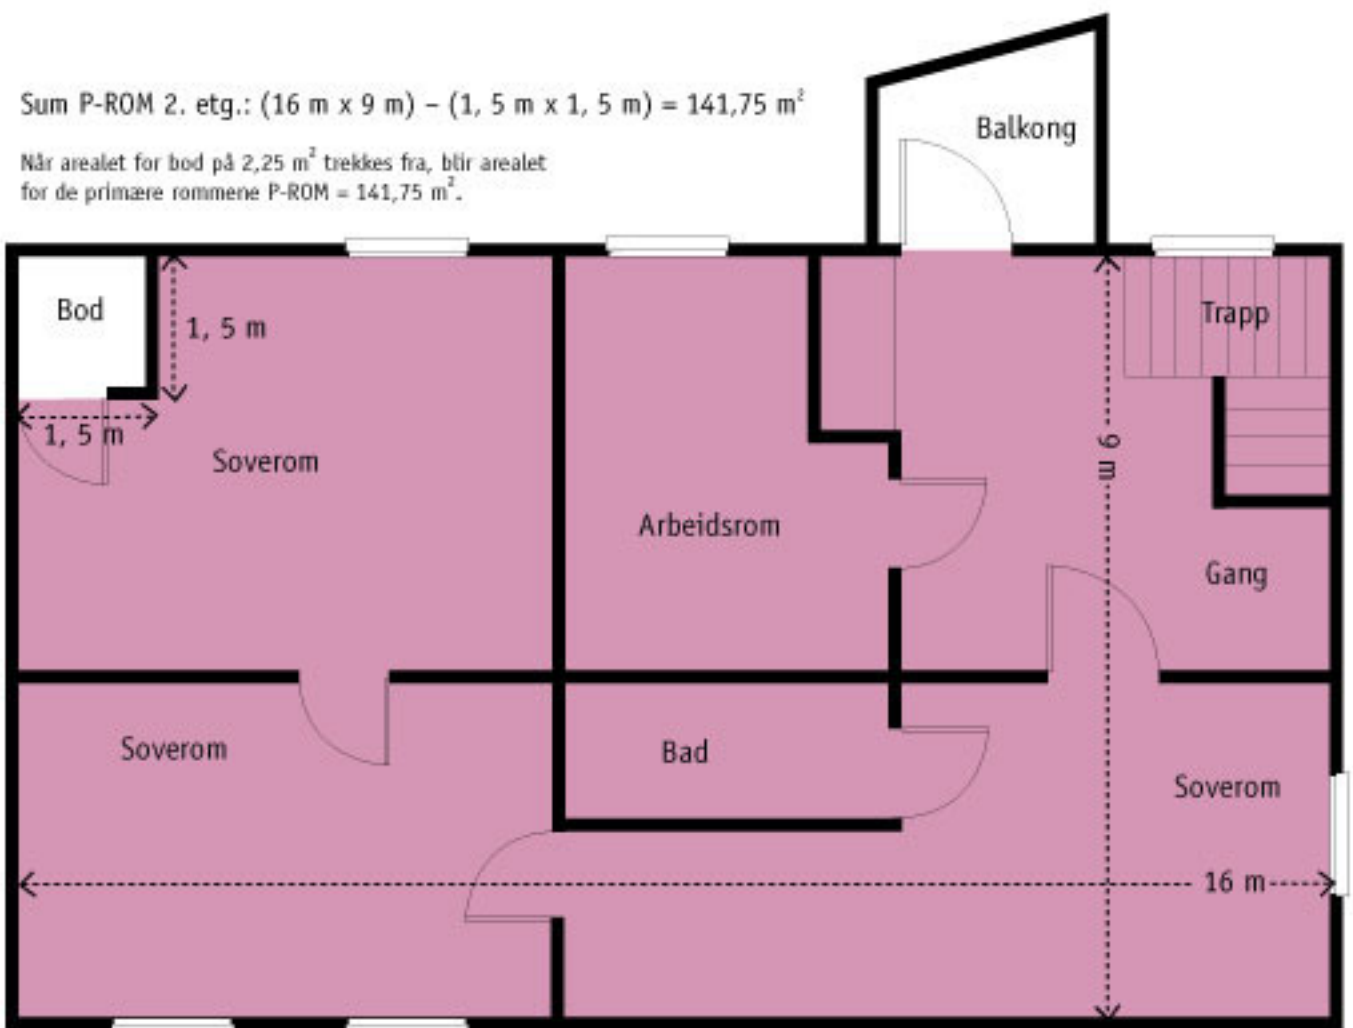 Sum P-ROM 2. etg.: (16 m x 9 m) – (1, 5 m x 1, 5 m) = 141,75 m²
Balkong
Når arealet for bod på 2,25 m² trekkes fra, blir arealet
for de primære rommene P-ROM = 141,75 m².
Bod
1, 5 m
Trapp
1, 5 m
Soverom
9 m
Arbeidsrom
Gang
Soverom
Bad
Soverom
16 m